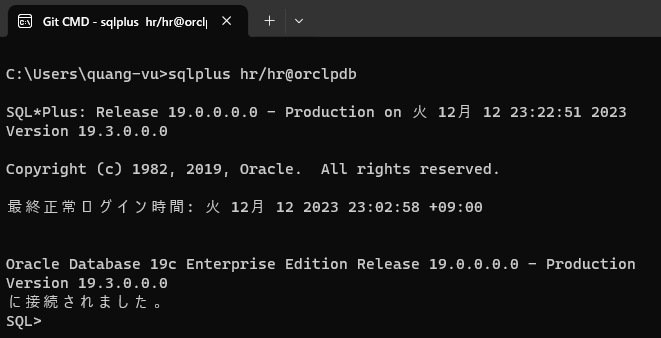 Git CMD - sqlplus hr/hr@orclp
C:\Users\quang-vu>sqlplus hr/hr@orclpdb
SQL*Plus: Release 19.0.0.0.0 - Production on 火 12月 12 23:22:51 2023
Version 19.3.0.0.0
Copyright (c) 1982, 2019, Oracle.  All rights reserved.
最終正常ログイン時間: 火 12月 12 2023 23:02:58 +09:00
Oracle Database 19c Enterprise Edition Release 19.0.0.0.0 - Production
Version 19.3.0.0.0
に接続されました。
SQL>